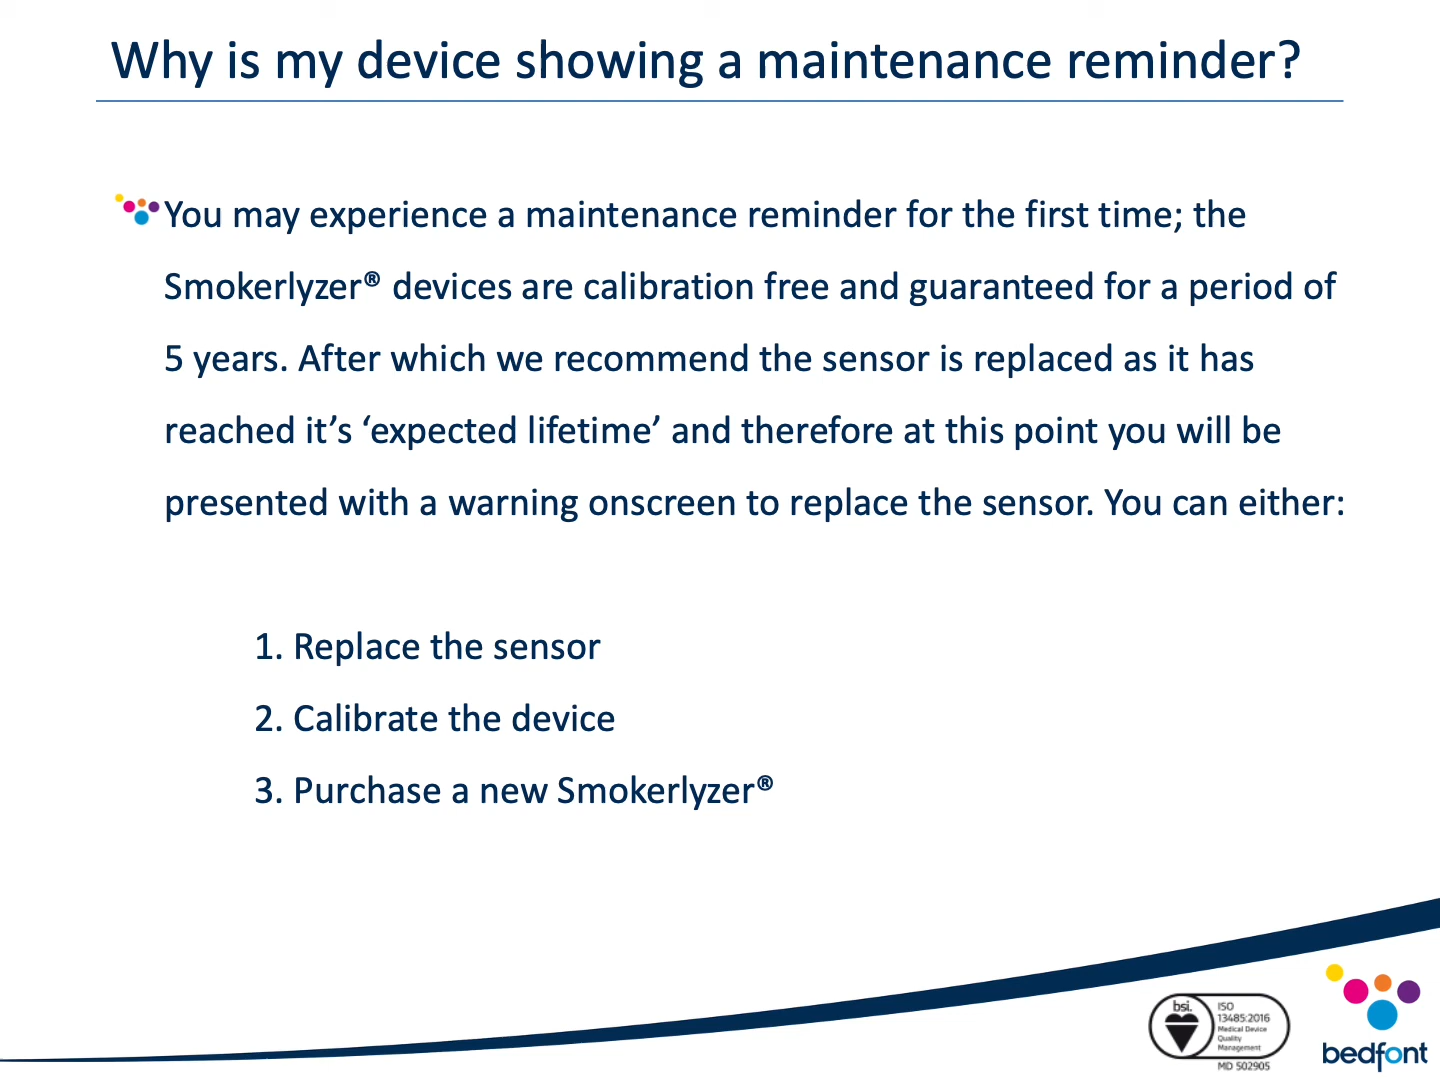 Why is my device showing a maintenance reminder?
You may experience a maintenance reminder for the first time; the
Smokerlyzer® devices are calibration free and guaranteed for a period of
5 years. After which we recommend the sensor is replaced as it has
reached it’s ‘expected lifetime’ and therefore at this point you will be
presented with a warning onscreen to replace the sensor. You can either:
1. Replace the sensor
2. Calibrate the device
3. Purchase a new Smokerlyzer®
bsi.
ISO
13485:2016
Medical Device
Quality
Management
MD 502905
bedfont